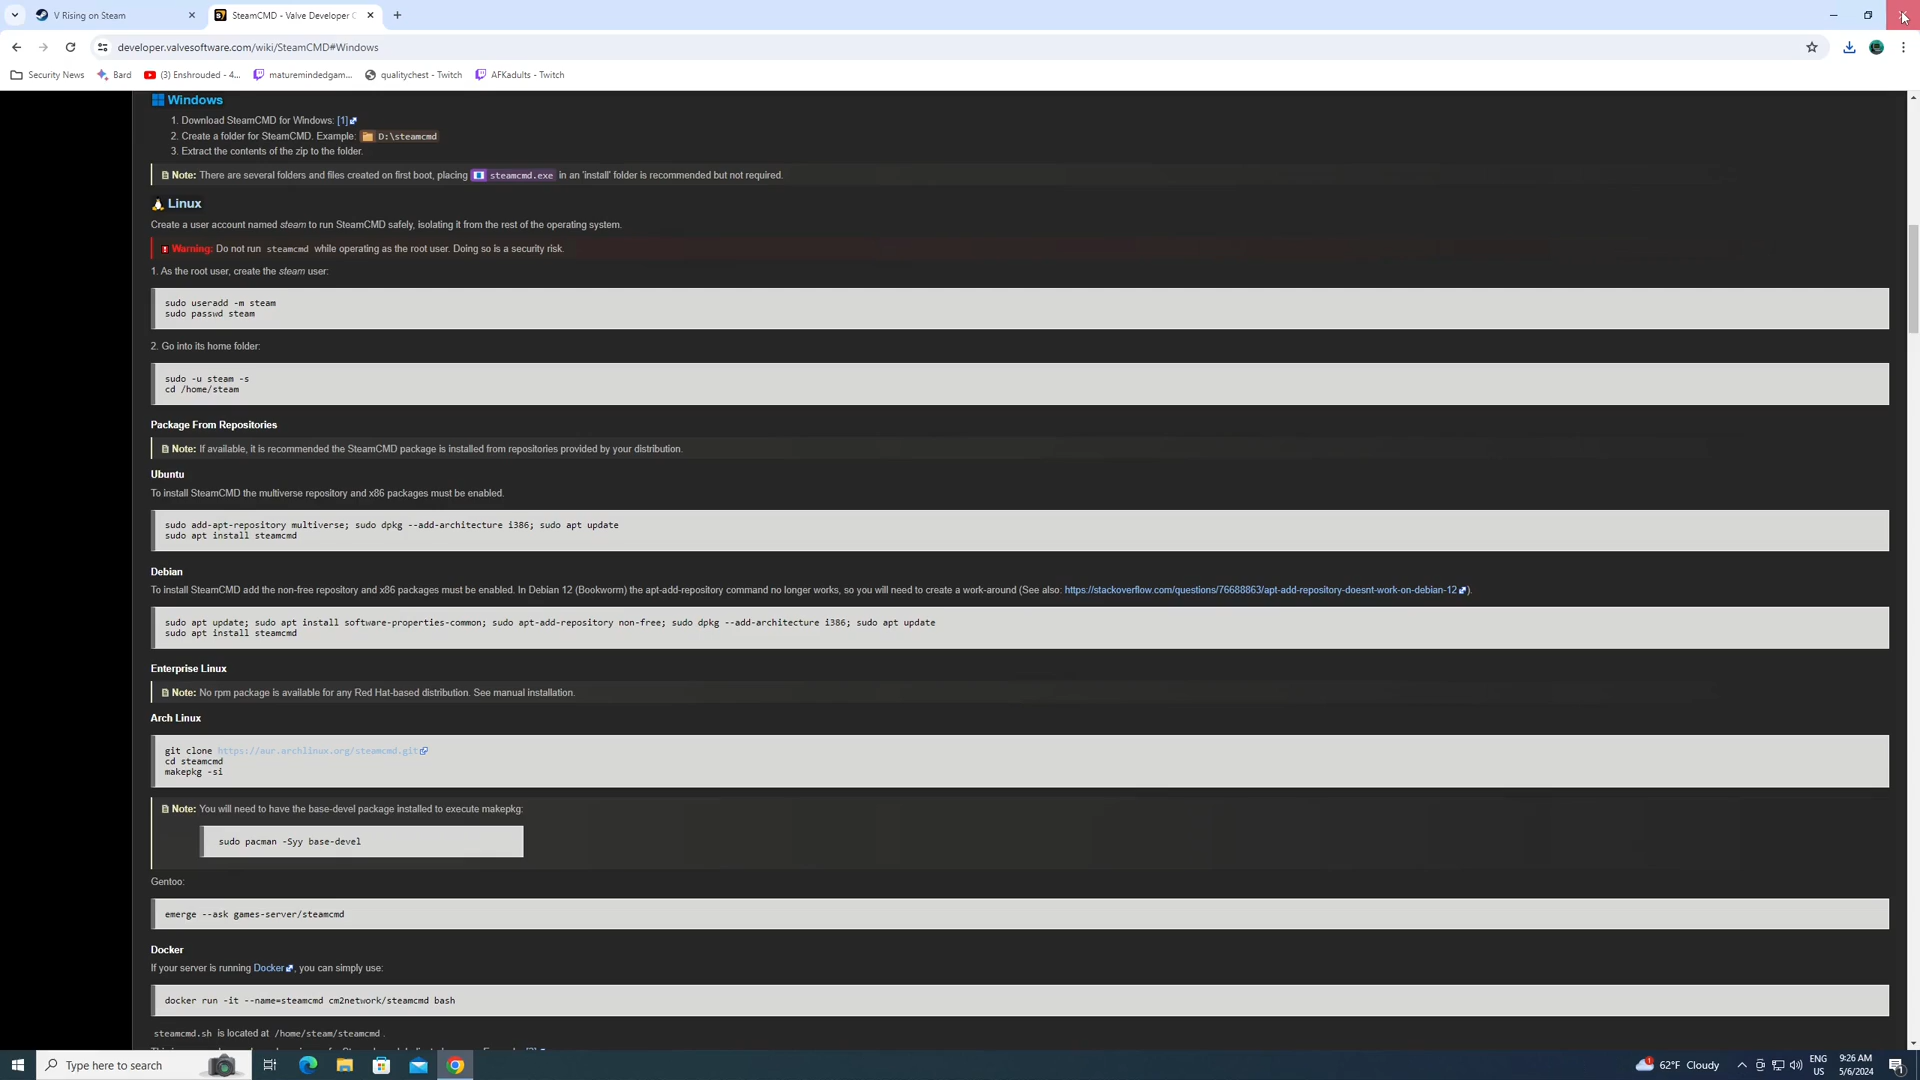 V Rising on Steam
SteamCMD - Valve Developer C
developer.valvesoftware.com/wiki/SteamCMD#Windows
Security News
Bard
(3) Enshrouded - 4...
maturemindedgam...
qualitychest - Twitch
AFKadults - Twitch
Windows
1. Download SteamCMD for Windows: [1]
2. Create a folder for SteamCMD. Example: D:\steamcmd
3. Extract the contents of the zip to the folder.
Note: There are several folders and files created on first boot, placing steamcmd.exe in an 'install' folder is recommended but not required.
Linux
Create a user account named steam to run SteamCMD safely, isolating it from the rest of the operating system.
Warning: Do not run steamcmd while operating as the root user. Doing so is a security risk.
1. As the root user, create the steam user:
sudo useradd -m steam
sudo passwd steam
2. Go into its home folder:
sudo -u steam -s
cd /home/steam
Package From Repositories
Note: If available, it is recommended the SteamCMD package is installed from repositories provided by your distribution.
Ubuntu
To install SteamCMD the multiverse repository and x86 packages must be enabled.
sudo add-apt-repository multiverse; sudo dpkg --add-architecture i386; sudo apt update
sudo apt install steamcmd
Debian
To install SteamCMD add the non-free repository and x86 packages must be enabled. In Debian 12 (Bookworm) the apt-add-repository command no longer works, so you will need to create a work-around (See also: https://stackoverflow.com/questions/76688863/apt-add-repository-doesnt-work-on-debian-12).
sudo apt update; sudo apt install software-properties-common; sudo apt-add-repository non-free; sudo dpkg --add-architecture i386; sudo apt update
sudo apt install steamcmd
Enterprise Linux
Note: No rpm package is available for any Red Hat-based distribution. See manual installation.
Arch Linux
git clone https://aur.archlinux.org/steamcmd.git
cd steamcmd
makepkg -si
Note: You will need to have the base-devel package installed to execute makepkg:
sudo pacman -Syy base-devel
Gentoo:
emerge --ask games-server/steamcmd
Docker
If your server is running Docker, you can simply use:
docker run -it --name=steamcmd cm2network/steamcmd bash
steamcmd.sh is located at /home/steam/steamcmd .
Type here to search
62°F Cloudy
ENG
US
9:26 AM
5/6/2024